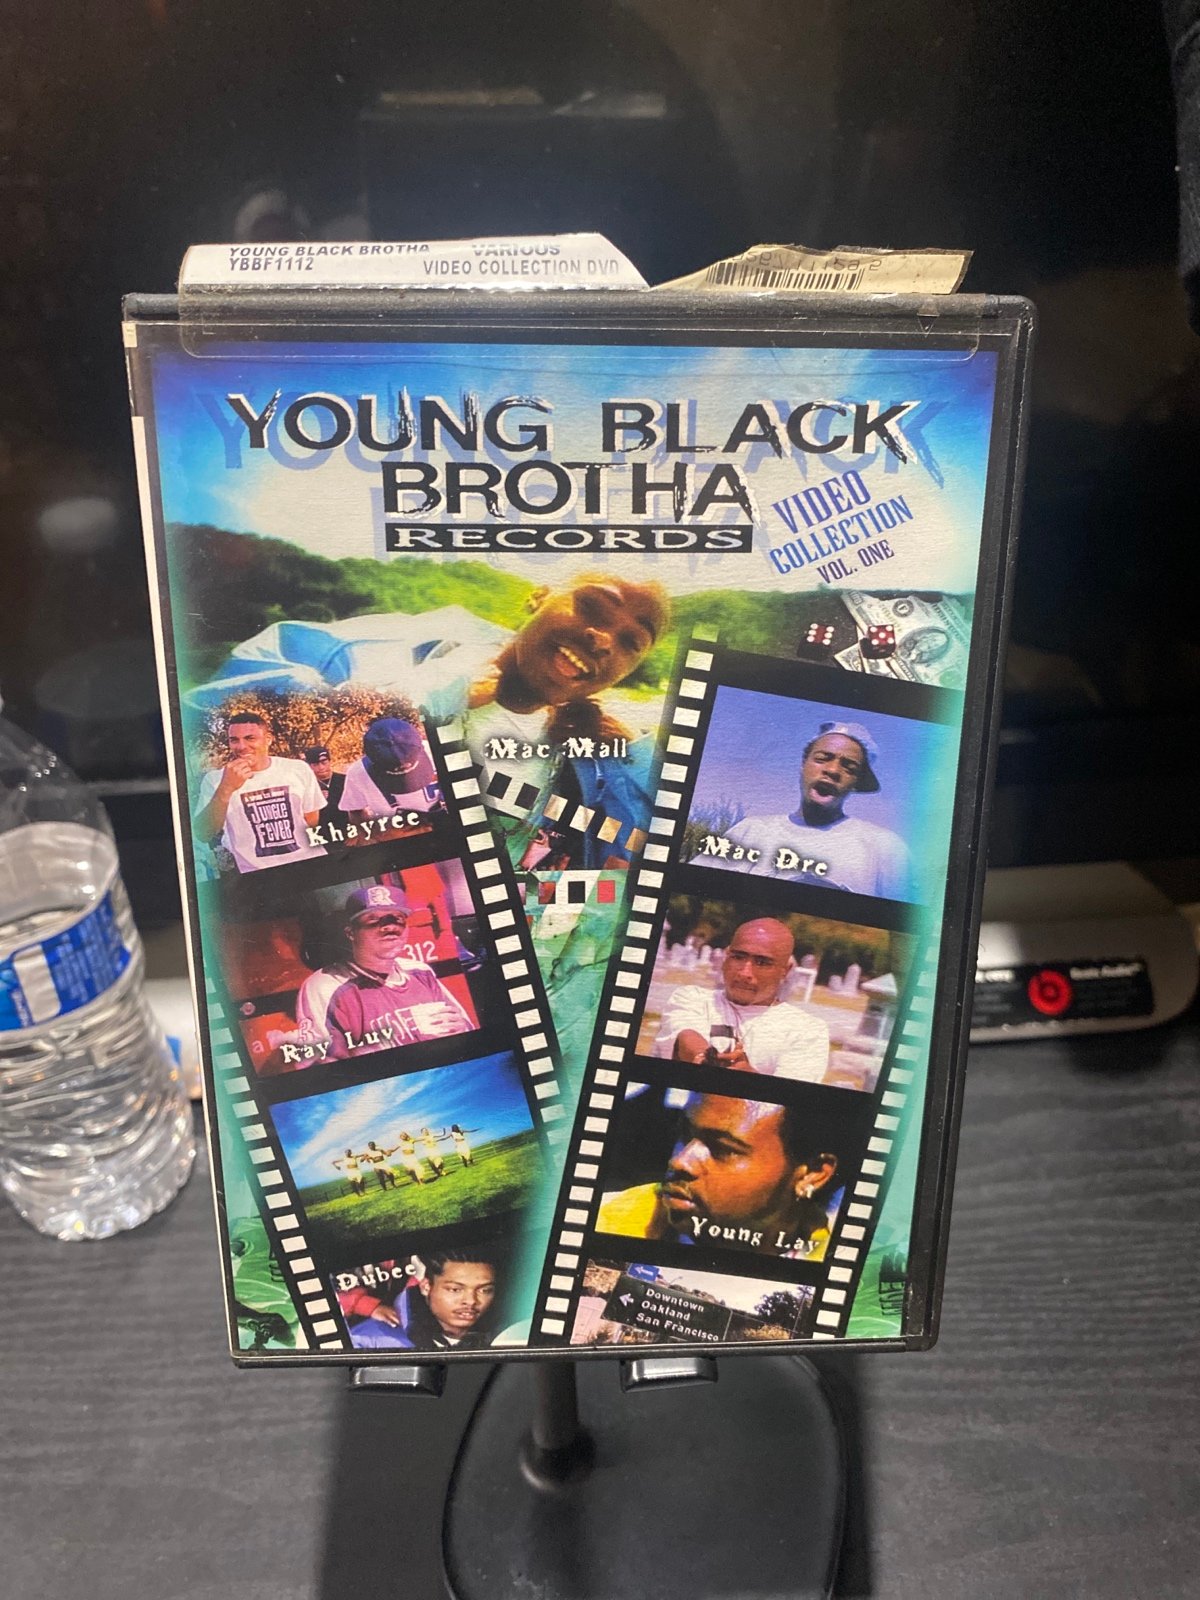 YOUNG BLACK BROTHA VARIOUS
YBBF1112 VIDEO COLLECTION DVD
YOUNG BLACK
BROTHA
RECORDS
VIDEO
COLLECTION
VOL. ONE
Mac Mall
JUNGLE
FEVER
Khayree
Mac Dre
312
Ray Luv
Young Lay
Dubee
Downtown
Oakland
San Francisco